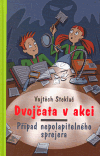 Vojtěch Steklač
Dvojčata v akci
Případ nepolapitelného
sprejera